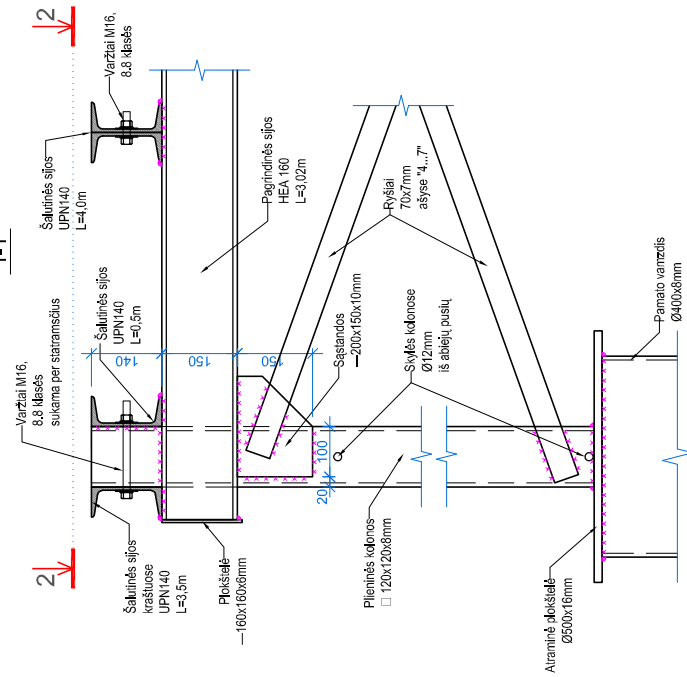 1-1
2
2
Varžtai M16,
8.8 klasės
sukama per statramsčius
Šalutinės sijos
UPN140
L=0,5m
Šalutinės sijos
UPN140
L=4,0m
Varžtai M16,
8.8 klasės
Šalutinės sijos
kraštuose
UPN140
L=3,5m
140
150
150
Plokštelė
—160x160x6mm
Pagrindinės sijos
HEA 160
L=3,02m
Sąstandos
—200x150x10mm
Ryšiai
70x7mm
ašyse "4...7"
20
100
Skylės kolonose
Ø12mm
iš abiejų pusių
Plieninės kolonos
□ 120x120x8mm
Atraminė plokštelė
Ø500x16mm
Pamato vamzdis
Ø400x8mm